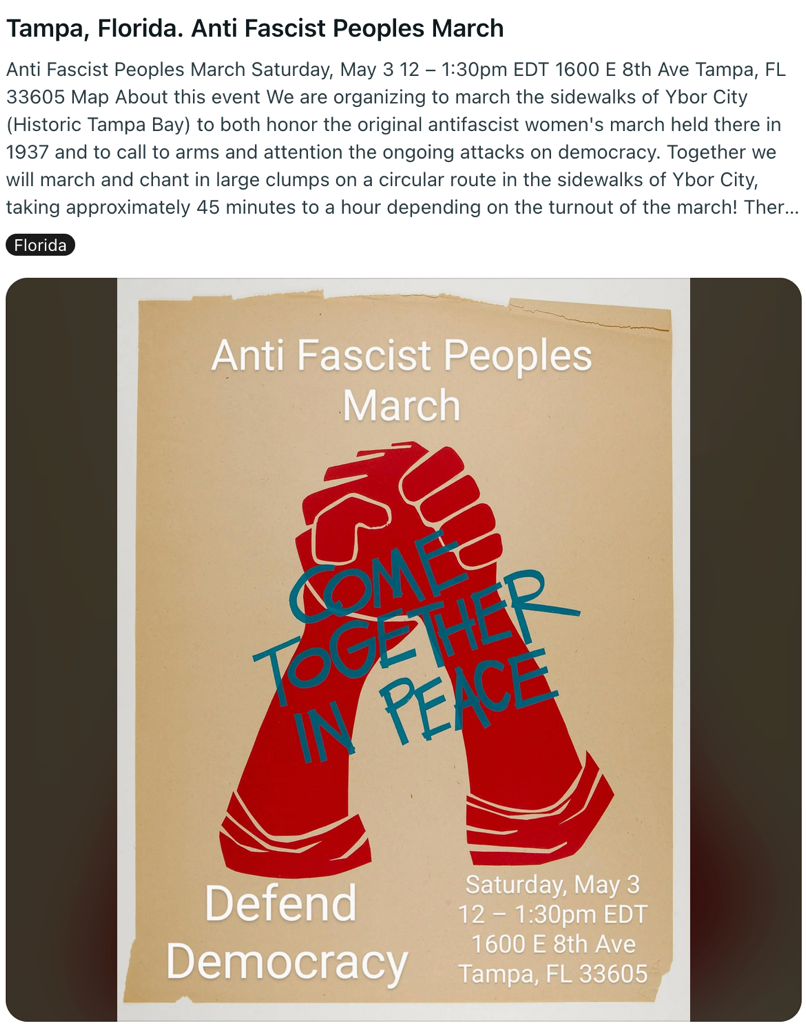 Tampa, Florida. Anti Fascist Peoples March
Anti Fascist Peoples March Saturday, May 3 12 – 1:30pm EDT 1600 E 8th Ave Tampa, FL
33605 Map About this event We are organizing to march the sidewalks of Ybor City
(Historic Tampa Bay) to both honor the original antifascist women's march held there in
1937 and to call to arms and attention the ongoing attacks on democracy. Together we
will march and chant in large clumps on a circular route in the sidewalks of Ybor City,
taking approximately 45 minutes to a hour depending on the turnout of the march! Ther...
Florida
Anti Fascist Peoples
March
COME
TOGETHER
IN PEACE
Defend
Democracy
Saturday, May 3
12 – 1:30pm EDT
1600 E 8th Ave
Tampa, FL 33605